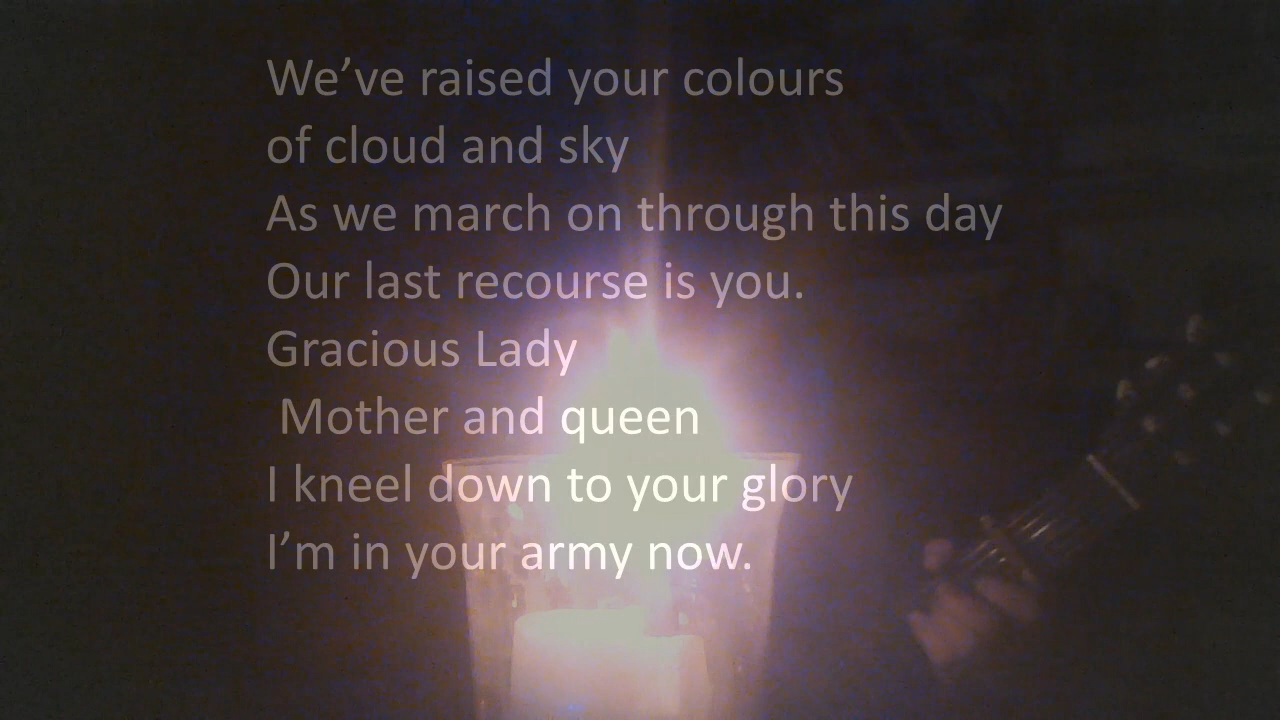 We’ve raised your colours
of cloud and sky
As we march on through this day
Our last recourse is you.
Gracious Lady
Mother and queen
I kneel down to your glory
I’m in your army now.